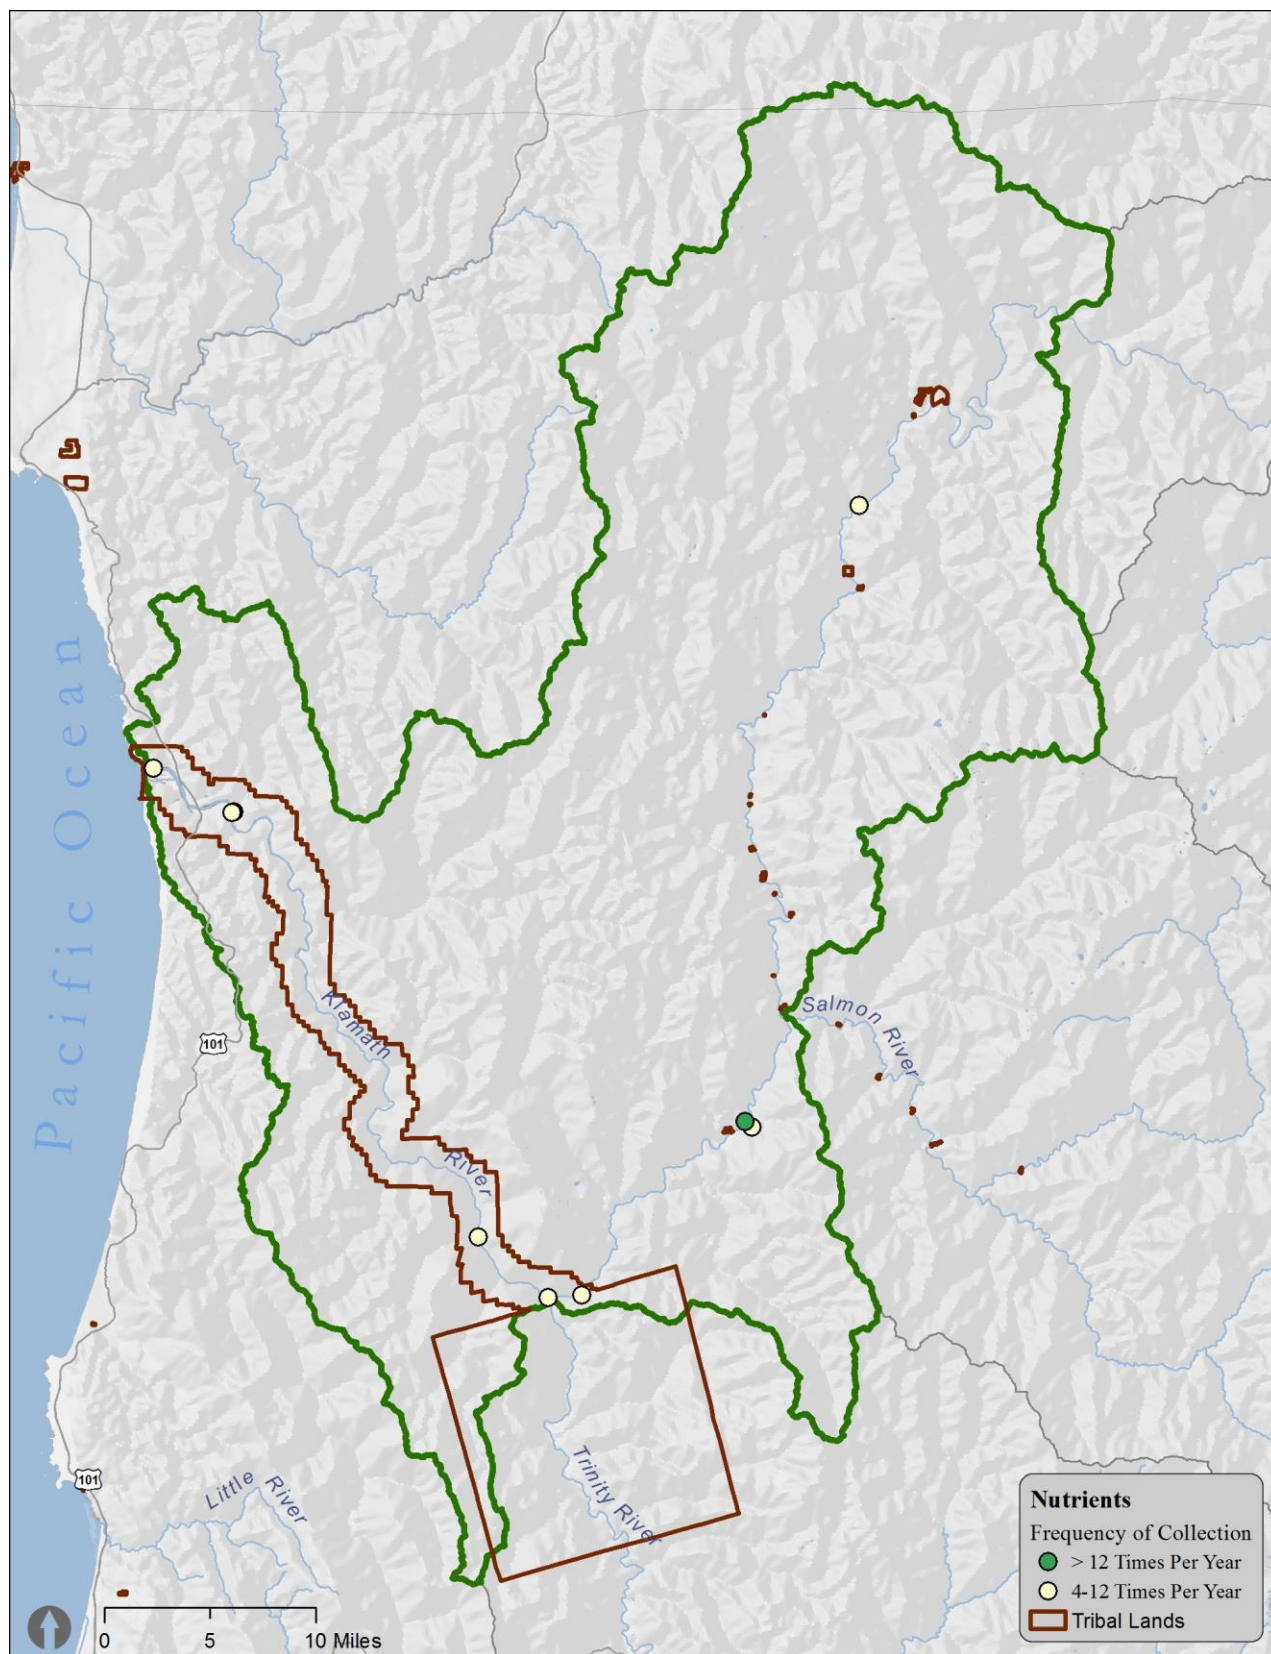 Pacific Ocean
Klamath
River
Salmon River
101
101
Trinity River
Little River
Nutrients
Frequency of Collection
> 12 Times Per Year
4-12 Times Per Year
Tribal Lands
0 5 10 Miles